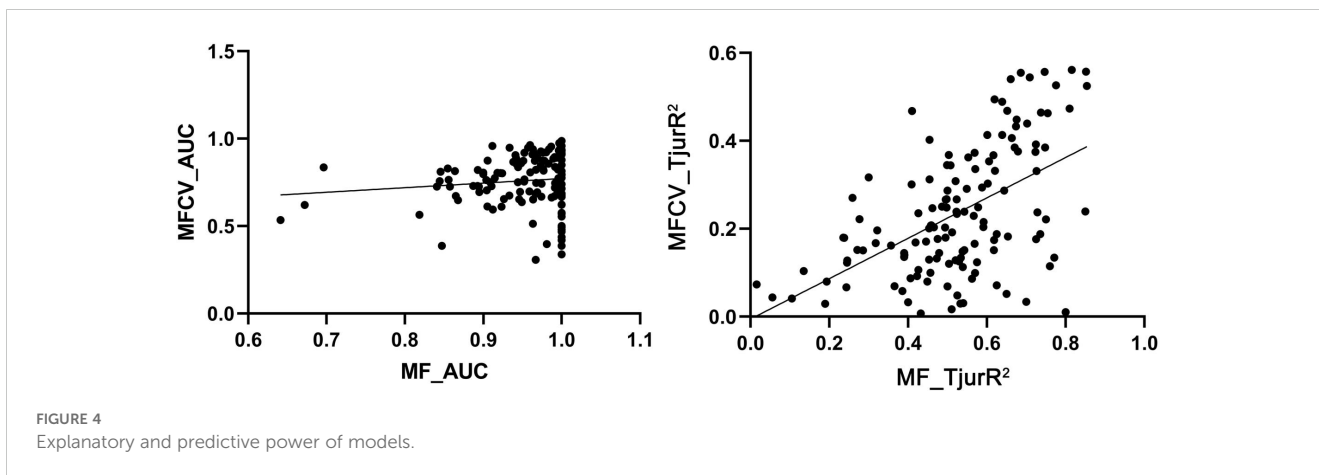 1.5
1.0
0.5
0.0
MFCV_AUC
0.6 0.7 0.8 0.9 1.0 1.1
MF_AUC
0.6
0.4
0.2
0.0
MFCV_TjurR²
0.0 0.2 0.4 0.6 0.8 1.0
MF_TjurR²
FIGURE 4
Explanatory and predictive power of models.